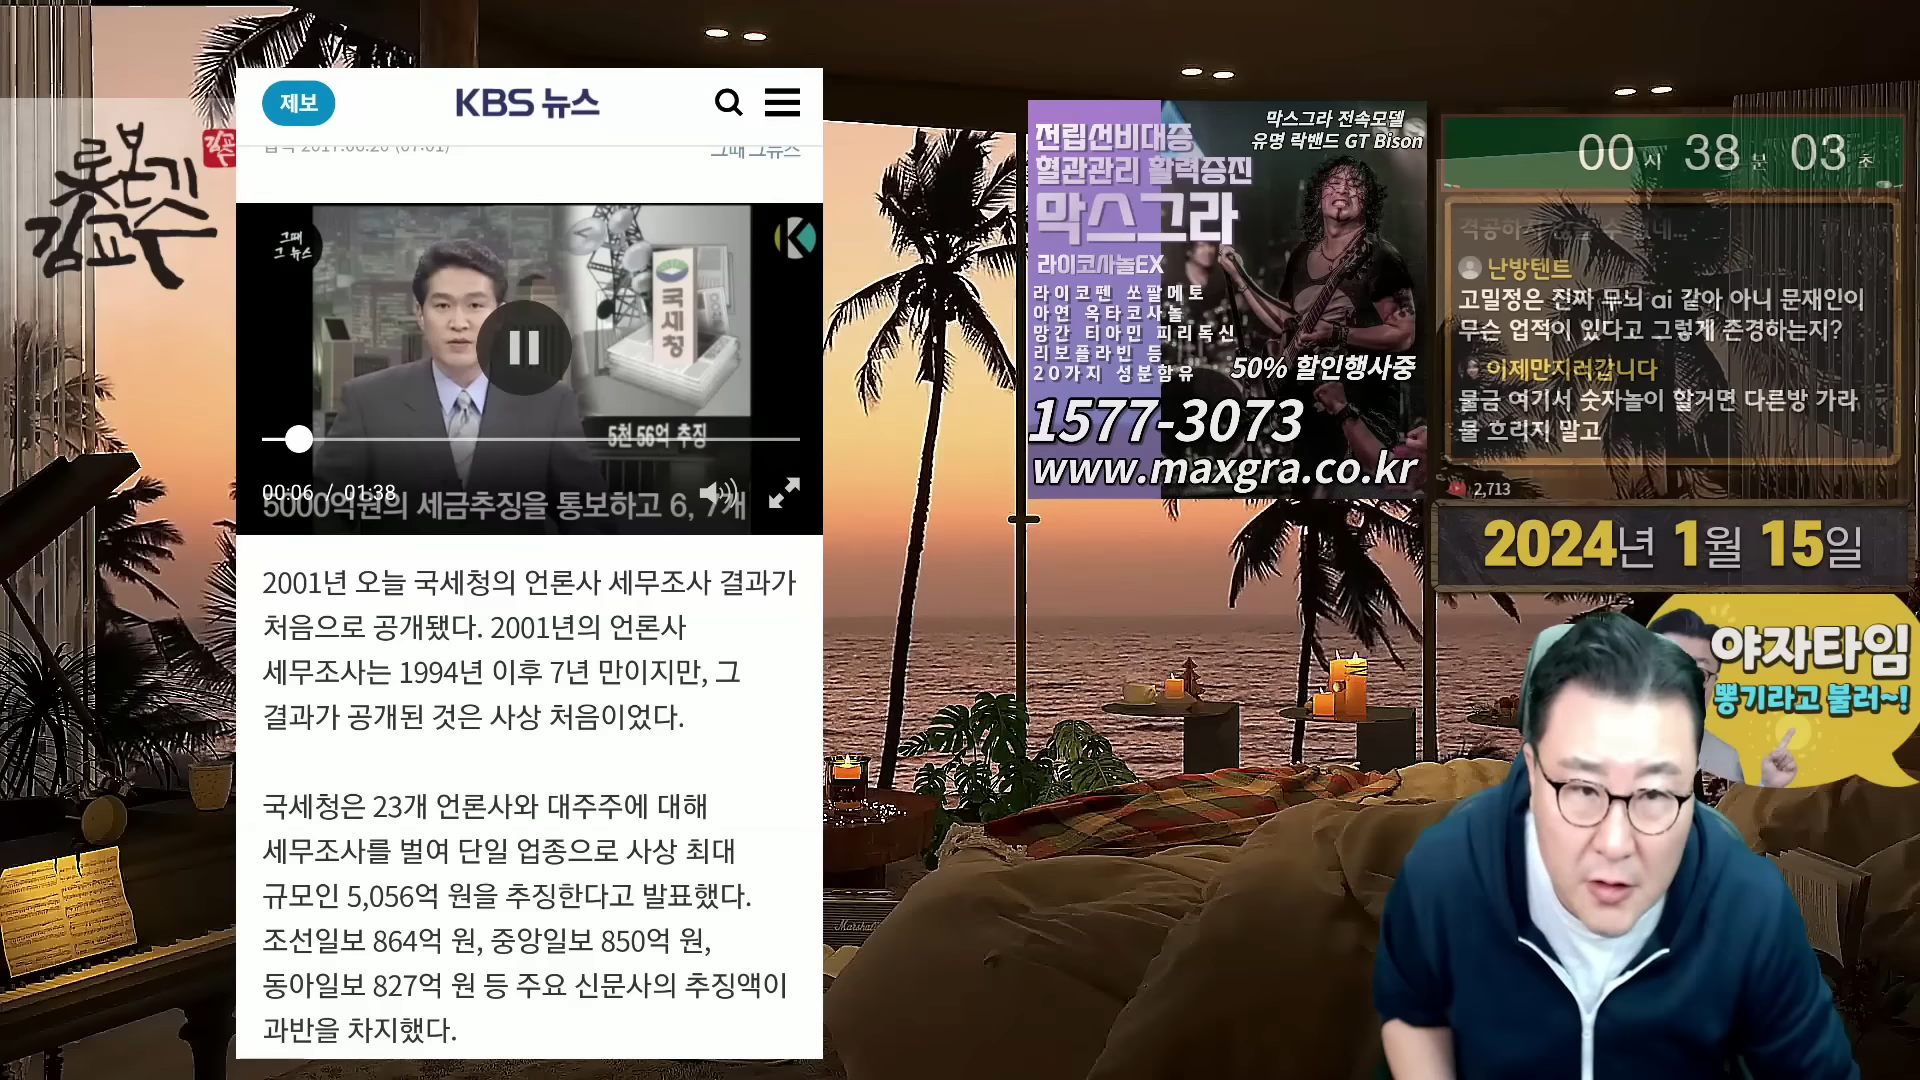 못 본 김교수
제보
KBS 뉴스
입력 2017.06.20 (07:01)
그때 그뉴스
그때
그 뉴스
K
국세청
5천 56억 추징
00:06 / 01:38
5000억원의 세금추징을 통보하고 6, 7개
2001년 오늘 국세청의 언론사 세무조사 결과가
처음으로 공개됐다. 2001년의 언론사
세무조사는 1994년 이후 7년 만이지만, 그
결과가 공개된 것은 사상 처음이었다.
국세청은 23개 언론사와 대주주에 대해
세무조사를 벌여 단일 업종으로 사상 최대
규모인 5,056억 원을 추징한다고 발표했다.
조선일보 864억 원, 중앙일보 850억 원,
동아일보 827억 원 등 주요 신문사의 추징액이
과반을 차지했다.
막스그라 전속모델
유명 락밴드 GT Bison
전립선비대증
혈관관리 활력증진
막스그라
라이코사놀EX
라이코펜 쏘팔메토
아연 옥타코사놀
망간 티아민 피리독신
리보플라빈 등
20가지 성분함유
50% 할인행사중
1577-3073
www.maxgra.co.kr
Marshall
00시 38분 03초
난방텐트
고밀정은 진짜 무뇌 ai 같아 아니 문재인이
무슨 업적이 있다고 그렇게 존경하는지?
이제만지러갑니다
물금 여기서 숫자놀이 할거면 다른방 가라
물 흐리지 말고
2,713
2024년 1월 15일
야자타임
뽕기라고 불러~!